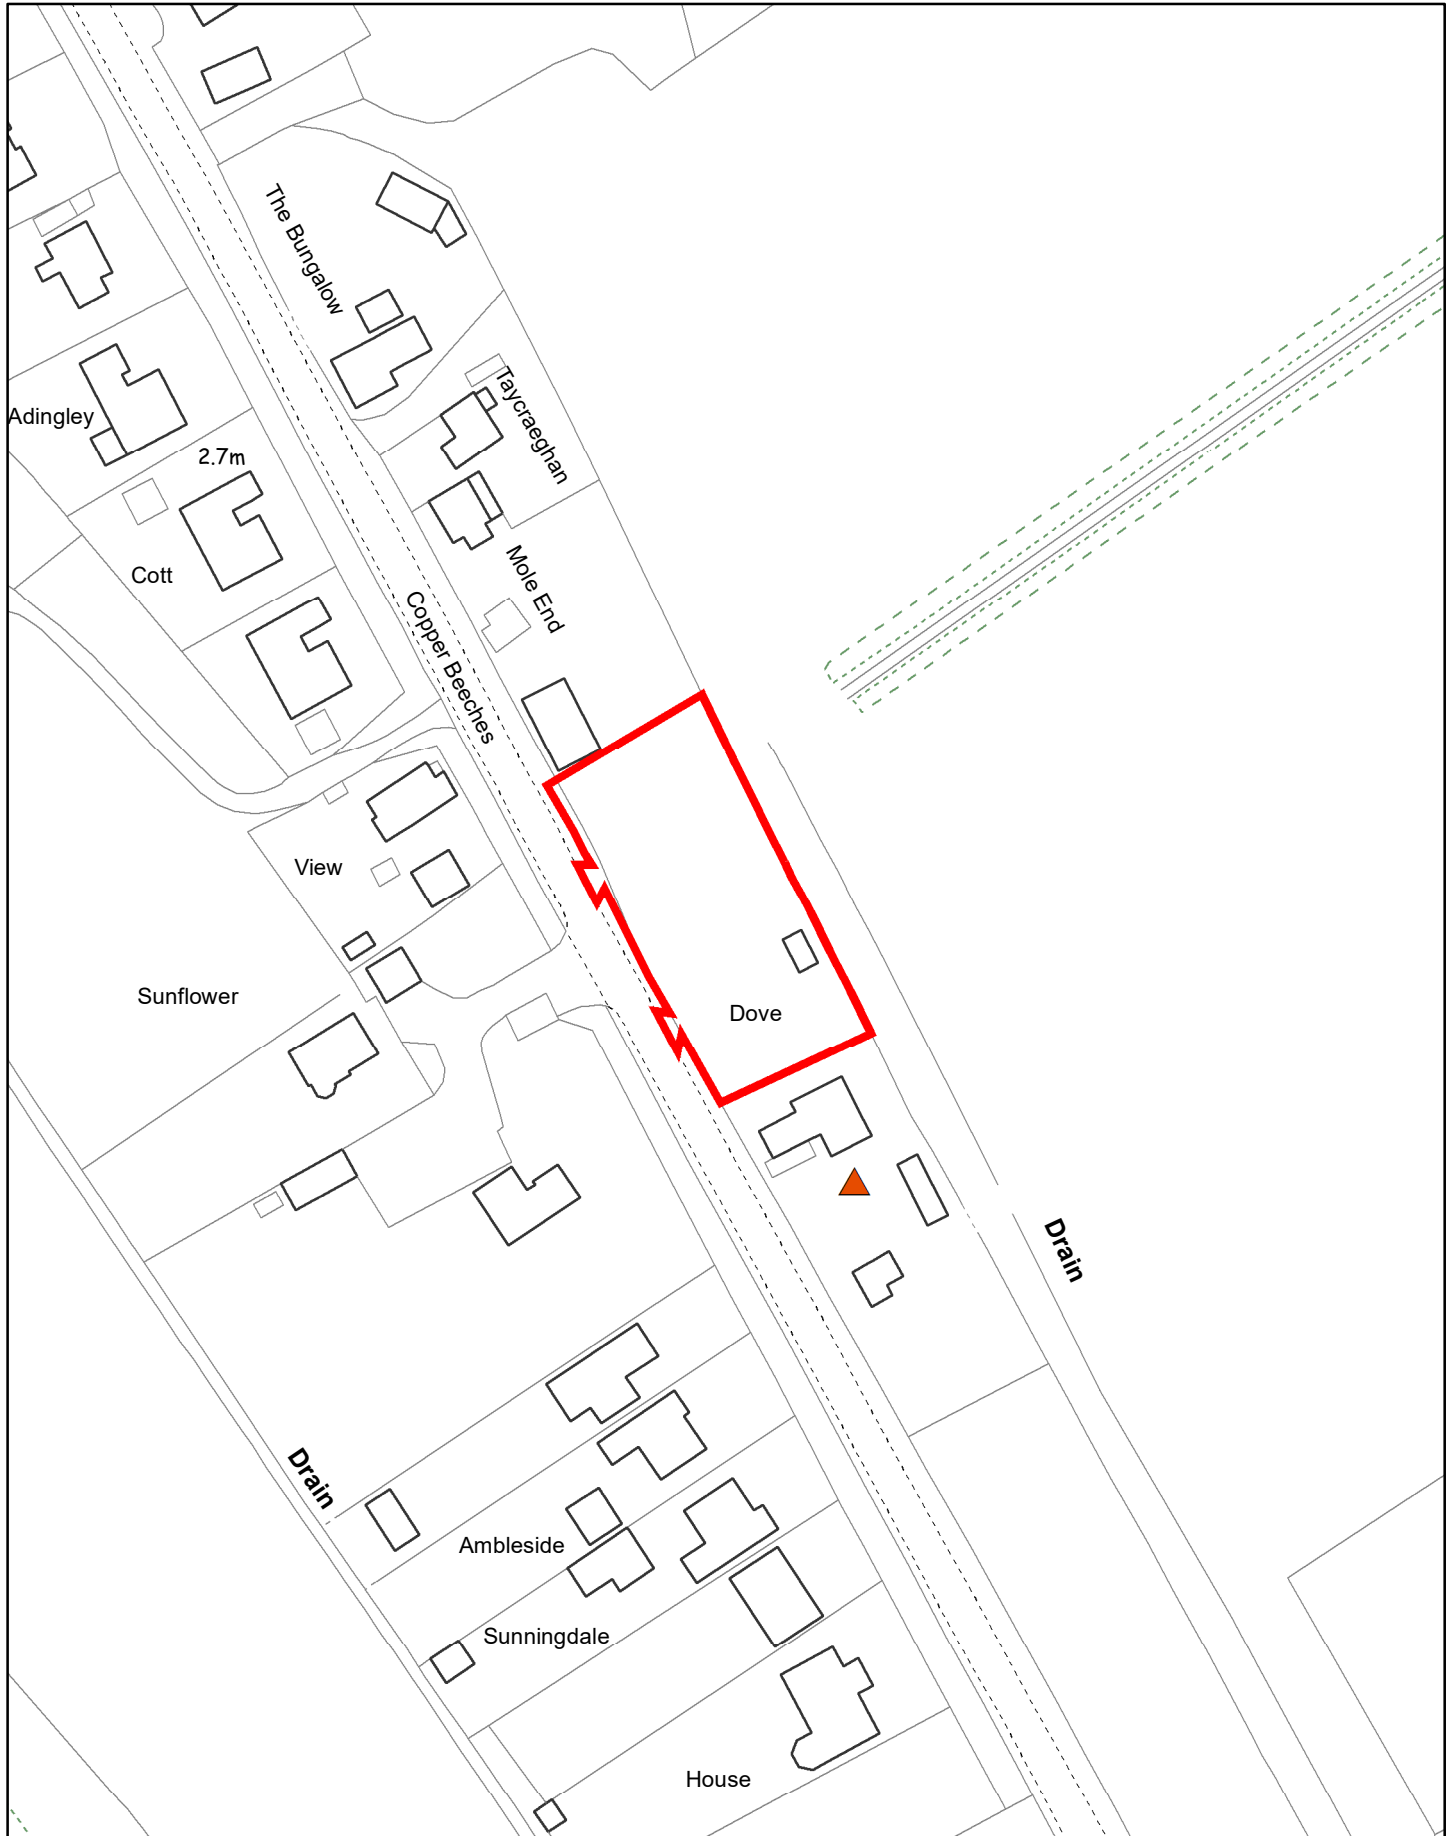 The Bungalow
Taycraeghan
Adingley
2.7m
Cott
Mole End
Copper Beeches
View
Sunflower
Dove
Drain
Drain
Ambleside
Sunningdale
House